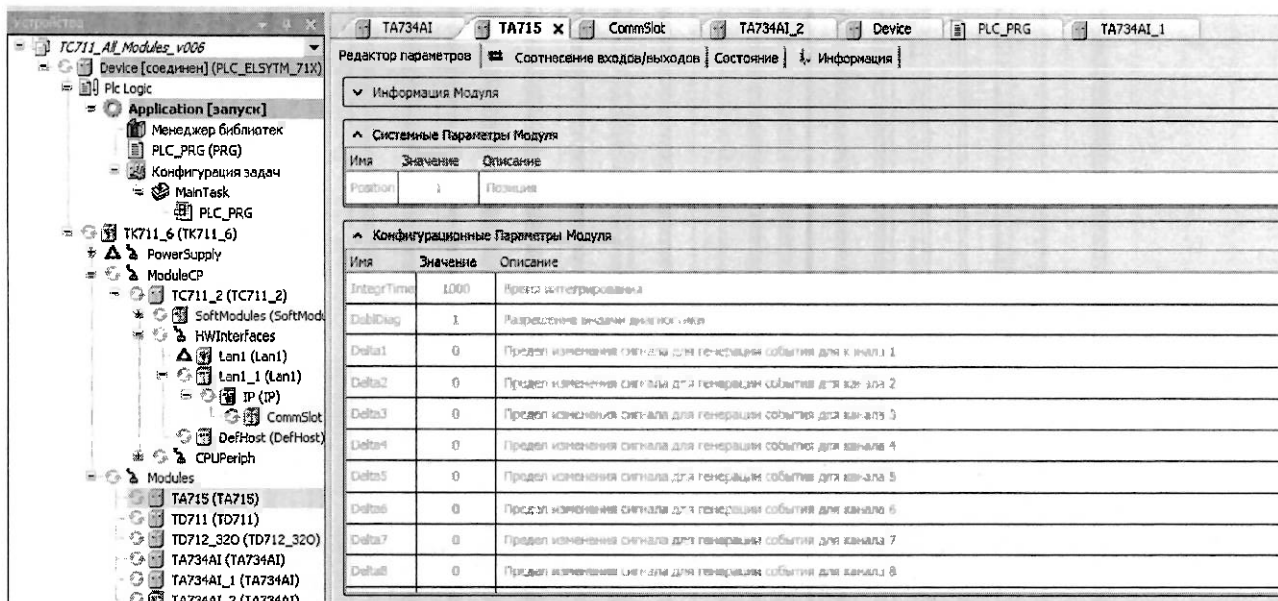 Устройства
TC711_All_Modules_v006
Device [соединен] (PLC_ELSYTM_71X)
Plc Logic
Application [запуск]
Менеджер библиотек
PLC_PRG (PRG)
Конфигурация задач
MainTask
PLC_PRG
TK711_6 (TK711_6)
PowerSupply
ModuleCP
TC711_2 (TC711_2)
SoftModules (SoftModu
HWInterfaces
Lan1 (Lan1)
Lan1_1 (Lan1)
IP (IP)
CommSlot
DefHost (DefHost)
CPUPeriph
Modules
TA715 (TA715)
TD711 (TD711)
TD712_32O (TD712_32O)
TA734AI (TA734AI)
TA734AI_1 (TA734AI)
TA734AI_2 (TA734AI)
TA734AI TA715 X CommSlot TA734AI_2 Device PLC_PRG TA734AI_1
Редактор параметров Соотнесение входов/выходов Состояние Информация
Информация Модуля
Системные Параметры Модуля
Имя Значение Описание
Position 1 Позиция
Конфигурационные Параметры Модуля
Имя Значение Описание
IntegrTime 1000 Время интегрирования
DablDiag 1 Разрешение выдачи диагностики
Delta1 0 Предел изменения сигнала для генерации события для канала 1
Delta2 0 Предел изменения сигнала для генерации события для канала 2
Delta3 0 Предел изменения сигнала для генерации события для канала 3
Delta4 0 Предел изменения сигнала для генерации события для канала 4
Delta5 0 Предел изменения сигнала для генерации события для канала 5
Delta6 0 Предел изменения сигнала для генерации события для канала 6
Delta7 0 Предел изменения сигнала для генерации события для канала 7
Delta8 0 Предел изменения сигнала для генерации события для канала 8